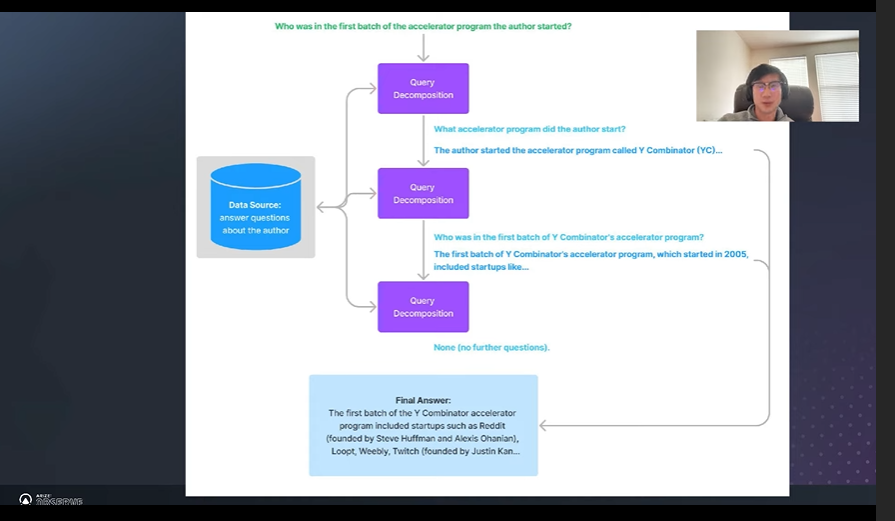 Who was in the first batch of the accelerator program the author started?
Query
Decomposition
What accelerator program did the author start?
The author started the accelerator program called Y Combinator (YC)...
Data Source:
answer questions
about the author
Query
Decomposition
Who was in the first batch of Y Combinator's accelerator program?
The first batch of Y Combinator's accelerator program, which started in 2005,
included startups like...
Query
Decomposition
None (no further questions).
Final Answer:
The first batch of the Y Combinator accelerator
program included startups such as Reddit
(founded by Steve Huffman and Alexis Ohanian),
Loopt, Weebly, Twitch (founded by Justin Kan...
ARIZE
OBSERVE